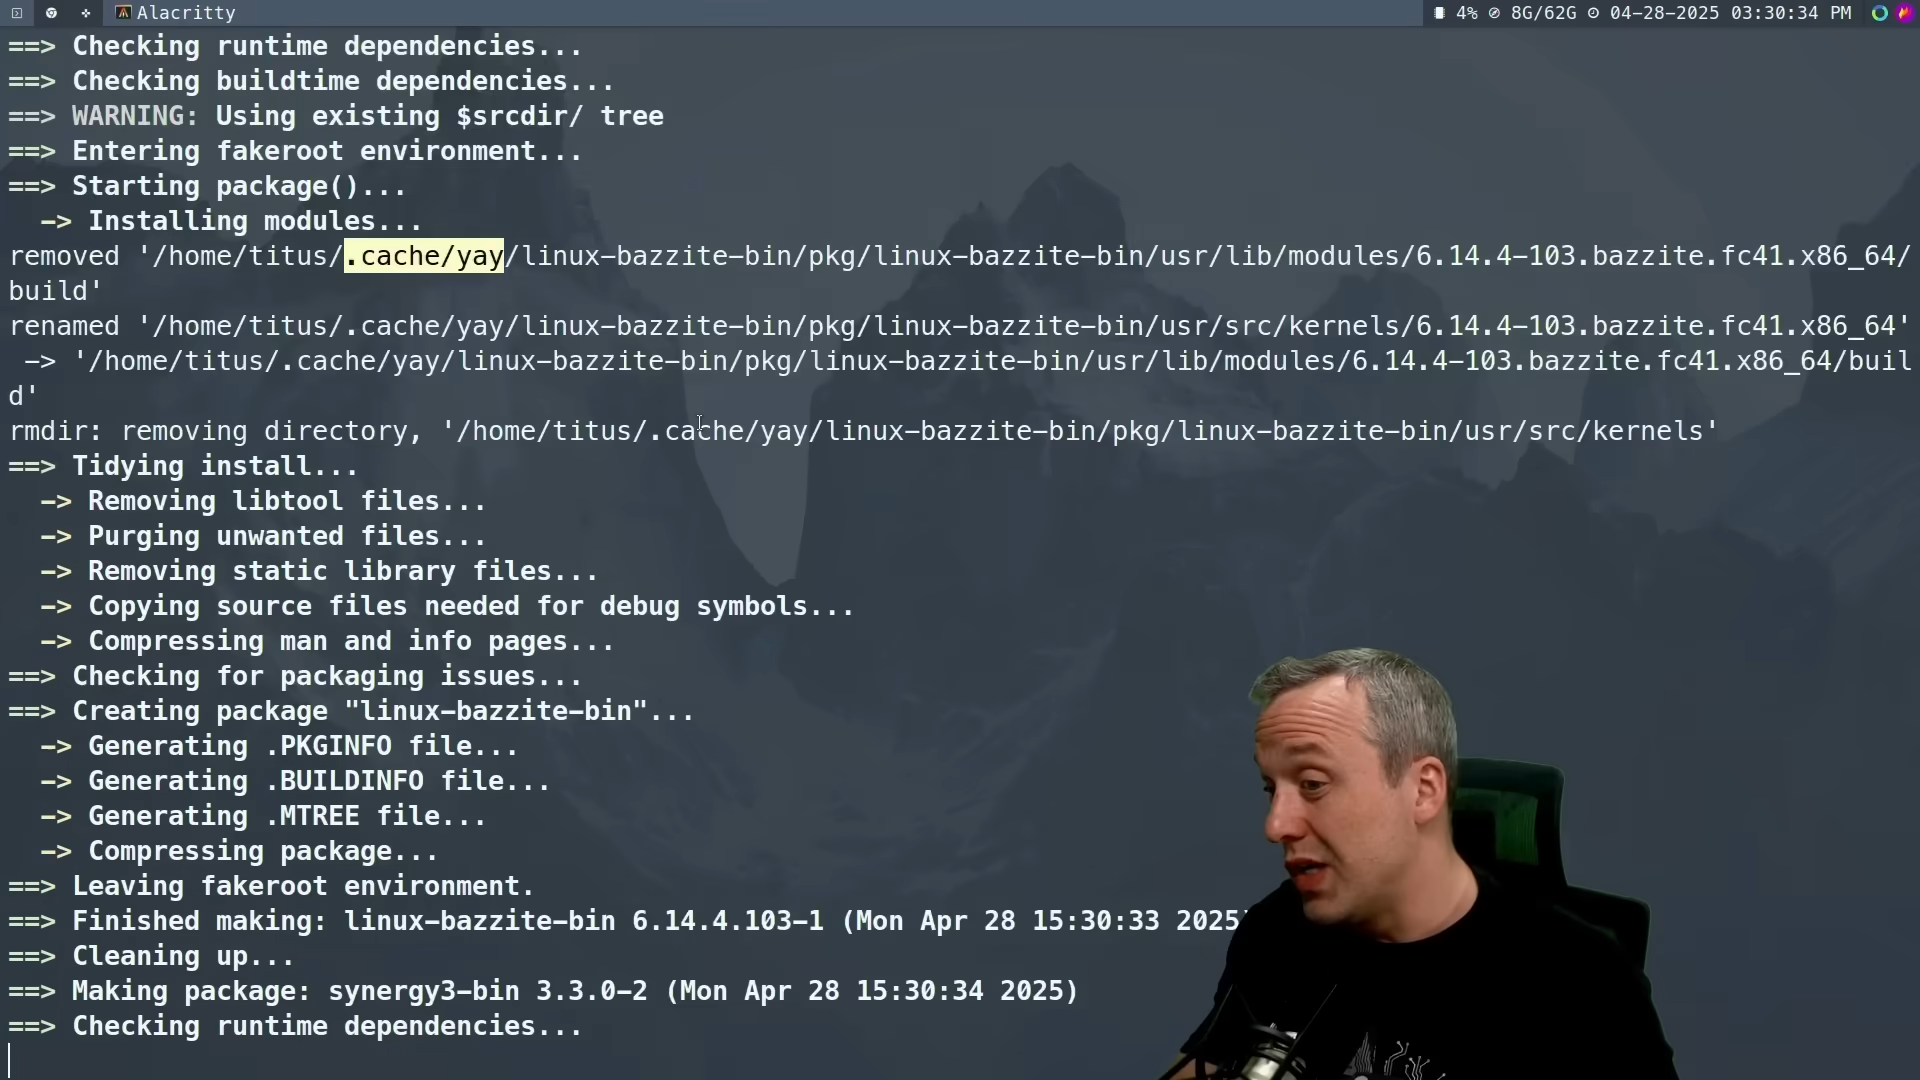 Alacritty
4% 8G/62G 04-28-2025 03:30:34 PM
==> Checking runtime dependencies...
==> Checking buildtime dependencies...
==> WARNING: Using existing $srcdir/ tree
==> Entering fakeroot environment...
==> Starting package()...
-> Installing modules...
removed '/home/titus/.cache/yay/linux-bazzite-bin/pkg/linux-bazzite-bin/usr/lib/modules/6.14.4-103.bazzite.fc41.x86_64/
build'
renamed '/home/titus/.cache/yay/linux-bazzite-bin/pkg/linux-bazzite-bin/usr/src/kernels/6.14.4-103.bazzite.fc41.x86_64'
-> '/home/titus/.cache/yay/linux-bazzite-bin/pkg/linux-bazzite-bin/usr/lib/modules/6.14.4-103.bazzite.fc41.x86_64/buil
d'
rmdir: removing directory, '/home/titus/.cache/yay/linux-bazzite-bin/pkg/linux-bazzite-bin/usr/src/kernels'
==> Tidying install...
-> Removing libtool files...
-> Purging unwanted files...
-> Removing static library files...
-> Copying source files needed for debug symbols...
-> Compressing man and info pages...
==> Checking for packaging issues...
==> Creating package "linux-bazzite-bin"...
-> Generating .PKGINFO file...
-> Generating .BUILDINFO file...
-> Generating .MTREE file...
-> Compressing package...
==> Leaving fakeroot environment.
==> Finished making: linux-bazzite-bin 6.14.4.103-1 (Mon Apr 28 15:30:33 2025)
==> Cleaning up...
==> Making package: synergy3-bin 3.3.0-2 (Mon Apr 28 15:30:34 2025)
==> Checking runtime dependencies...